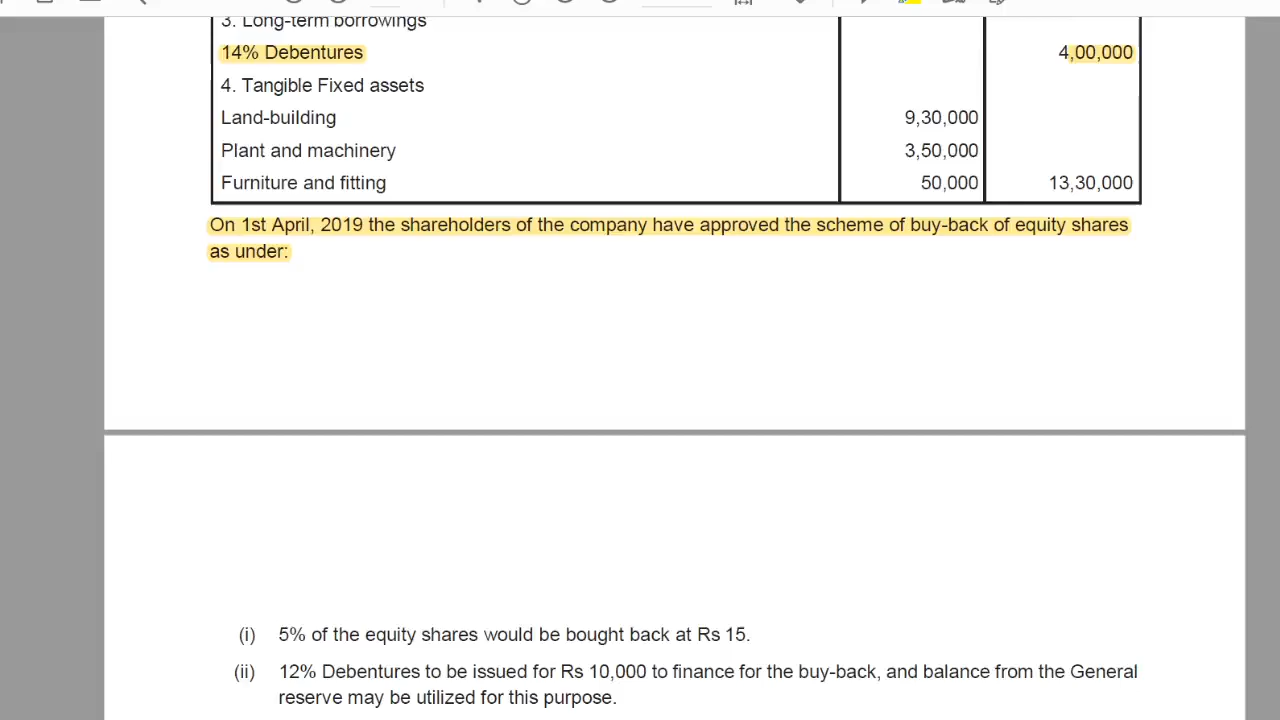 3. Long-term borrowings
14% Debentures 4,00,000
4. Tangible Fixed assets
Land-building 9,30,000
Plant and machinery 3,50,000
Furniture and fitting 50,000 13,30,000
On 1st April, 2019 the shareholders of the company have approved the scheme of buy-back of equity shares
as under:
(i) 5% of the equity shares would be bought back at Rs 15.
(ii) 12% Debentures to be issued for Rs 10,000 to finance for the buy-back, and balance from the General
reserve may be utilized for this purpose.